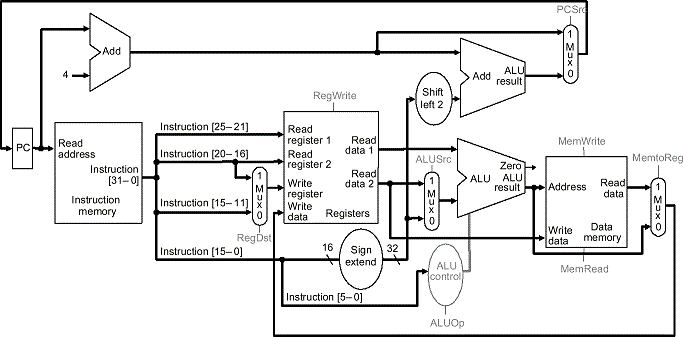 PCSrc
1
M
u
x
0
Add
4
ALU
Add result
Shift
left 2
RegWrite
Instruction [25–21]
Read
register 1
Read
data 1
PC
Read
address
Instruction
[31–0]
Instruction
memory
Instruction [20–16]
Read
register 2
Read
data 2
Write
register
Write
data
Registers
1
M
u
x
0
RegDst
Instruction [15–11]
ALUSrc
1
M
u
x
0
Zero
ALU
ALU
result
MemWrite
Address
Read
data
Write
data
Data
memory
MemRead
MemtoReg
1
M
u
x
0
Instruction [15–0]
16
Sign
extend
32
ALU
control
Instruction [5–0]
ALUOp